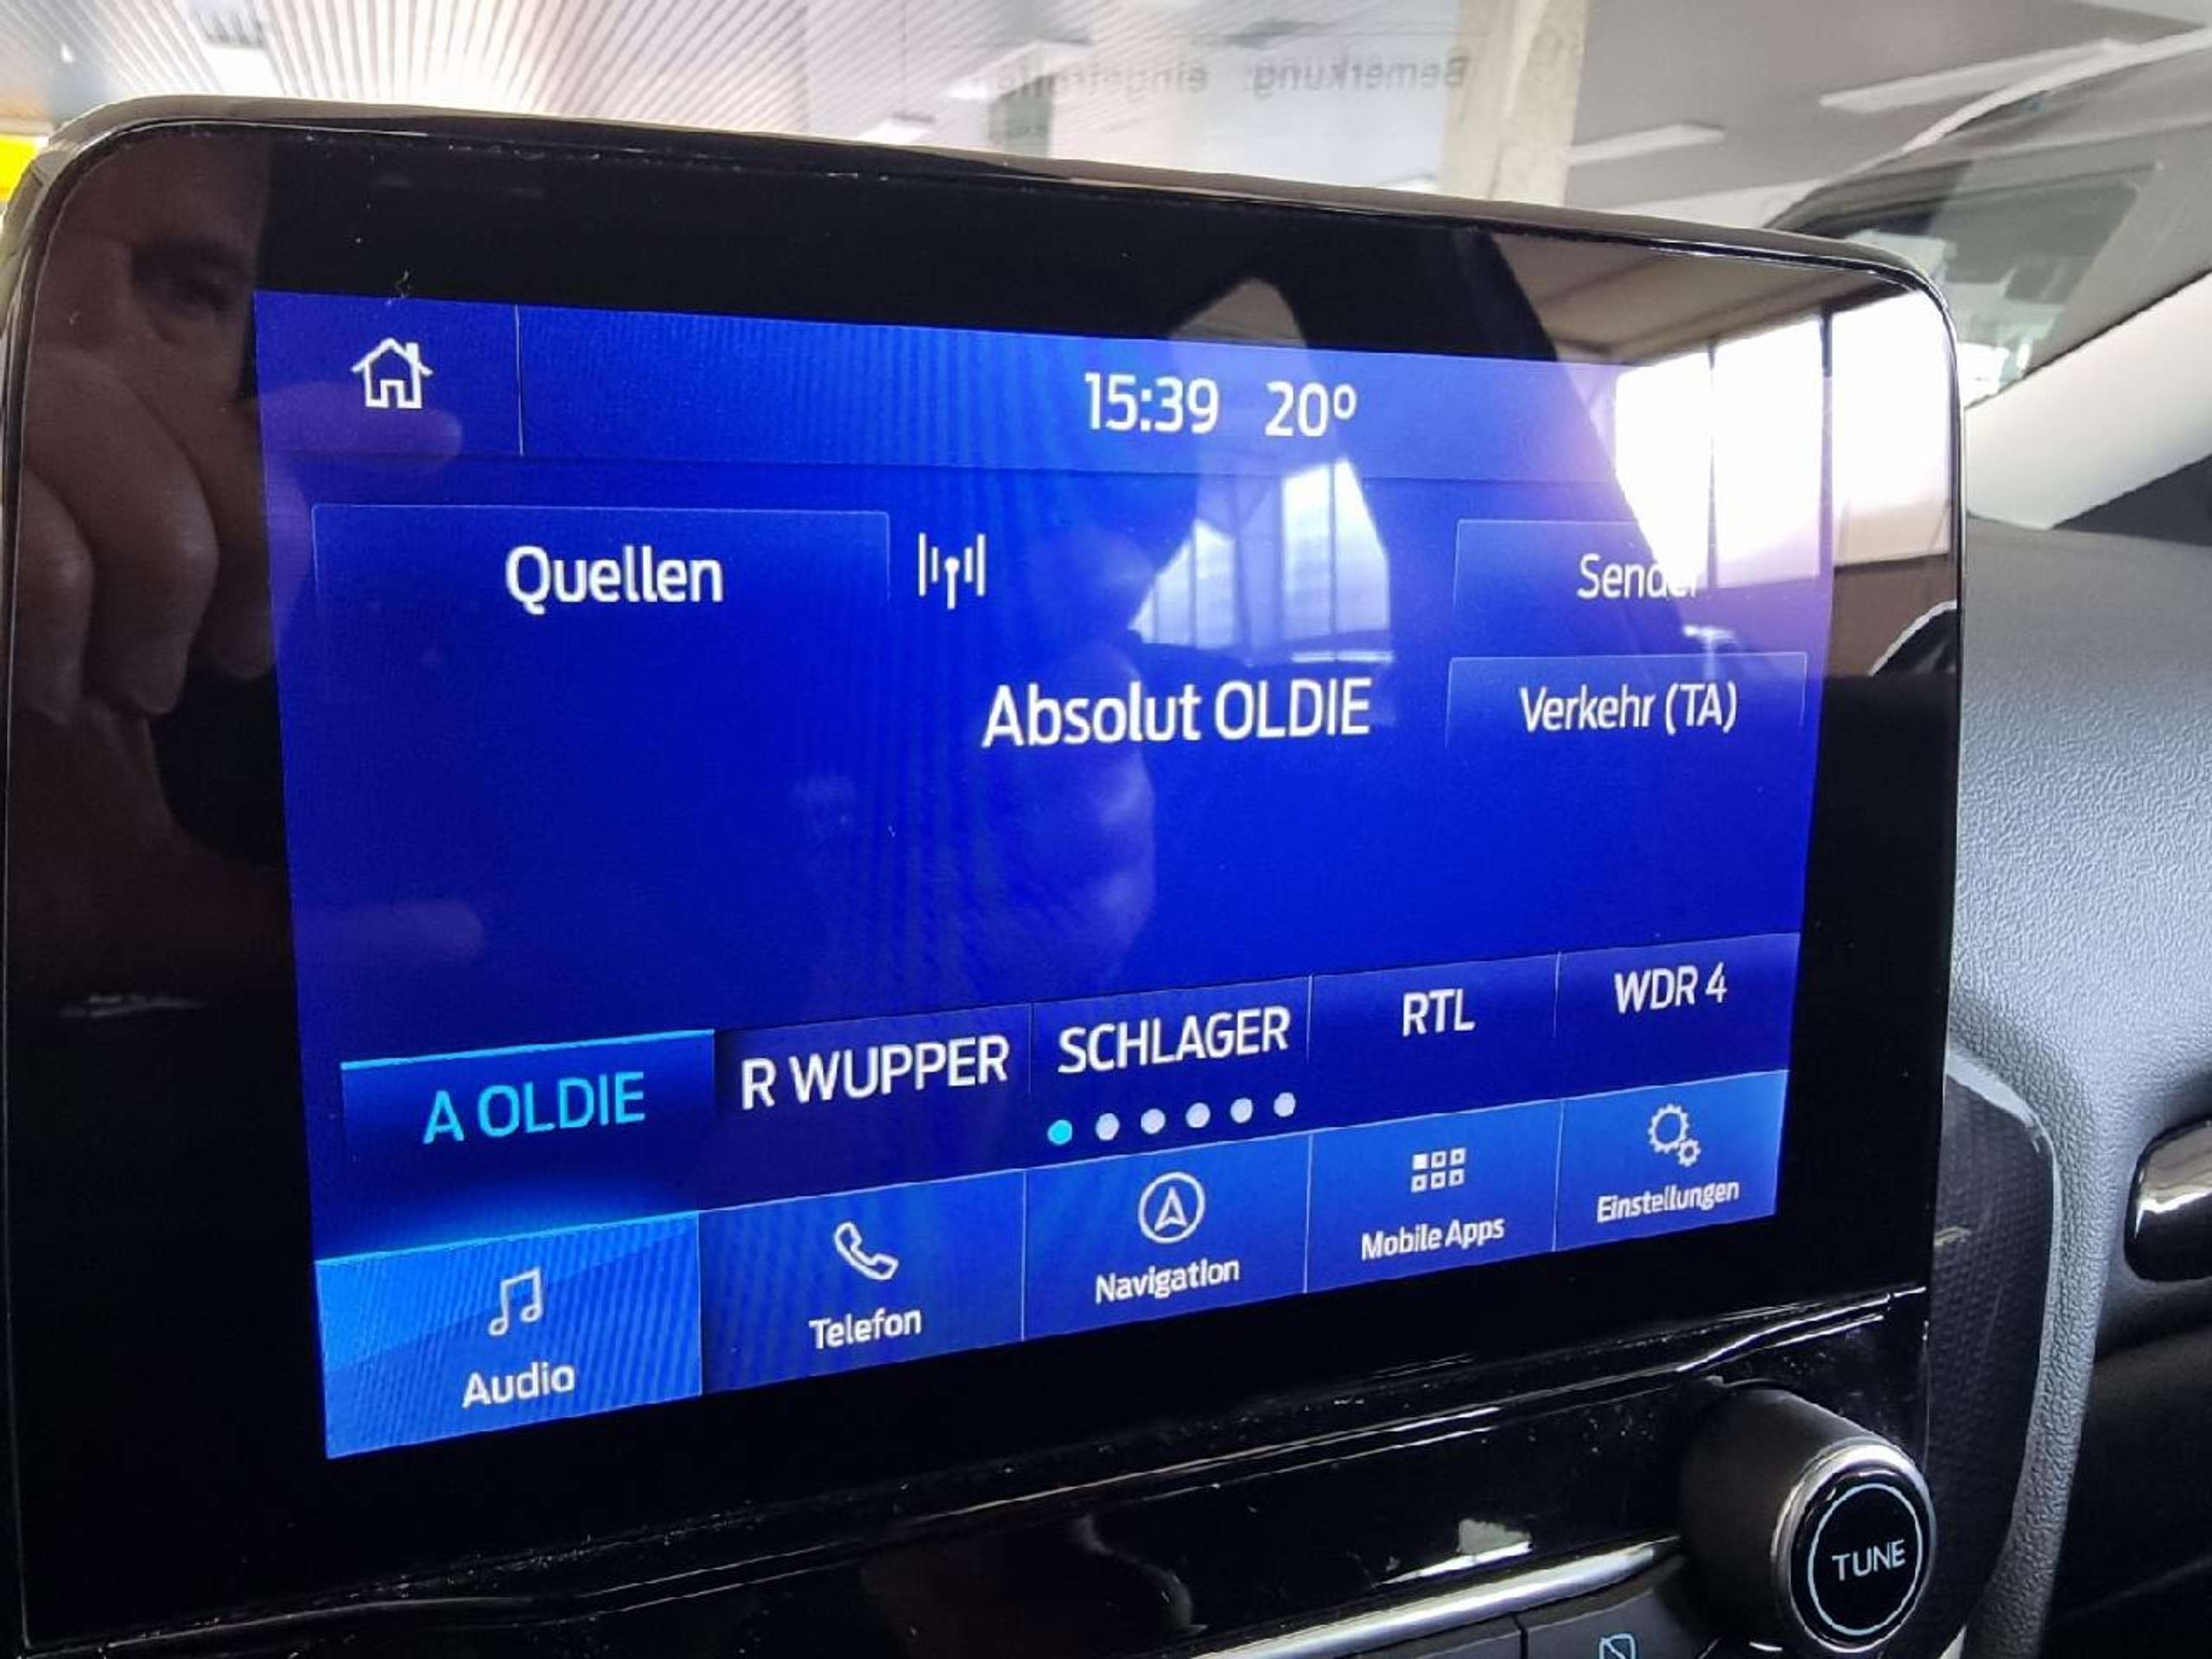 Bemerkung:
15:39 20°
Quellen
Sender
Absolut OLDIE
Verkehr (TA)
A OLDIE
R WUPPER
SCHLAGER
RTL
WDR 4
Audio
Telefon
Navigation
Mobile Apps
Einstellungen
TUNE